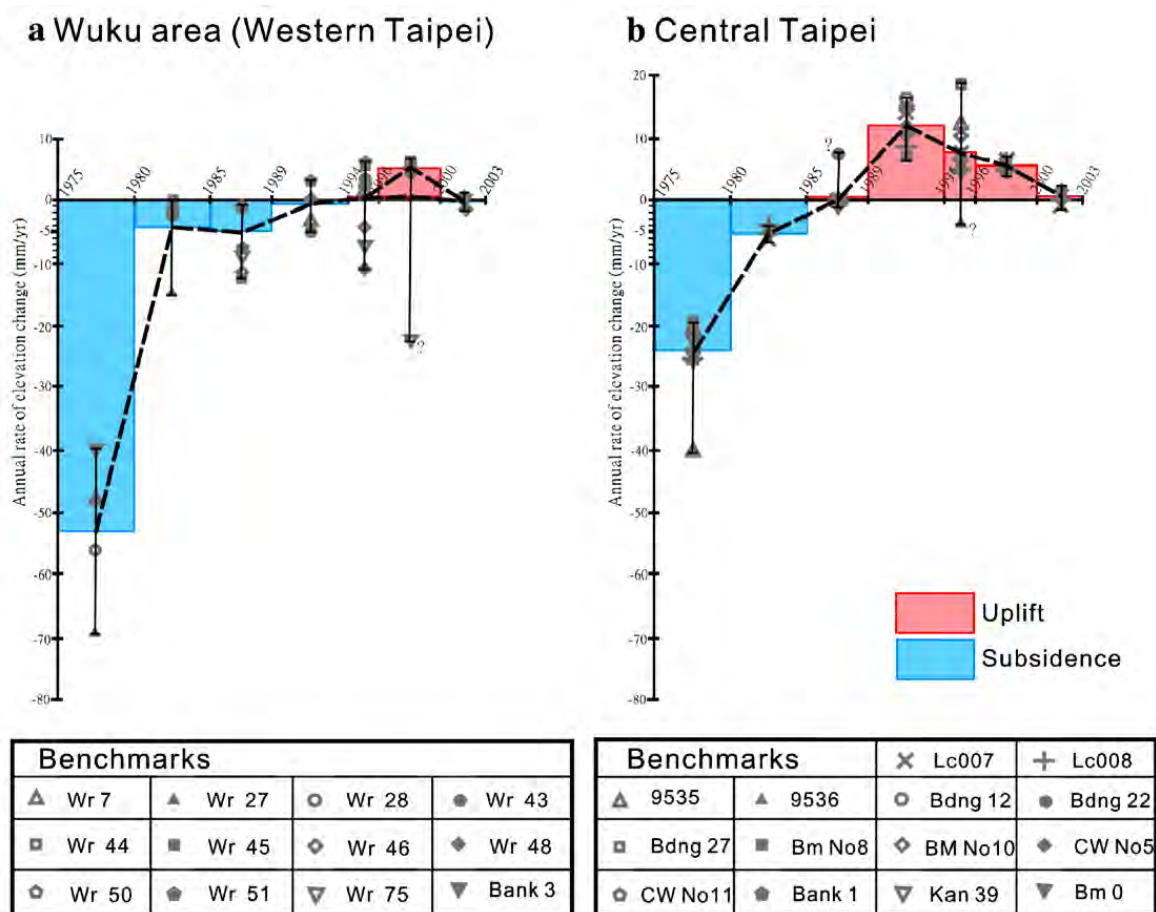 a Wuku area (Western Taipei)
Annual rate of elevation change (mm/yr)
10
0
-5
-10
-20
-30
-40
-50
-60
-70
-80
1975
1980
1985
1989
1994
2000
2003
?
b Central Taipei
Annual rate of elevation change (mm/yr)
20
10
0
-5
-10
-20
-30
-40
-50
-60
-70
-80
1975
1980
1985
1989
1994
1996
2000
2003
?
?
Uplift
Subsidence
Benchmarks
Wr 7 Wr 27 Wr 28 Wr 43
Wr 44 Wr 45 Wr 46 Wr 48
Wr 50 Wr 51 Wr 75 Bank 3
Benchmarks Lc007 Lc008
9535 9536 Bdng 12 Bdng 22
Bdng 27 Bm No8 BM No10 CW No5
CW No11 Bank 1 Kan 39 Bm 0